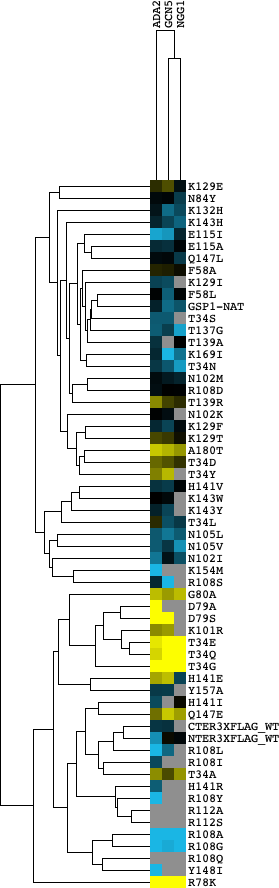 ADA2
GCN5
NGG1
K129E
N84Y
K132H
K143H
E115I
E115A
Q147L
F58A
K129I
F58L
GSP1-NAT
T34S
T137G
T139A
K169I
T34N
N102M
R108D
T139R
N102K
K129F
K129T
A180T
T34D
T34Y
H141V
K143W
K143Y
T34L
N105L
N105V
N102I
K154M
R108S
G80A
D79A
D79S
K101R
T34E
T34Q
T34G
H141E
Y157A
H141I
Q147E
CTER3XFLAG_WT
NTER3XFLAG_WT
R108L
R108I
T34A
H141R
R108Y
R112A
R112S
R108A
R108G
R108Q
Y148I
R78K